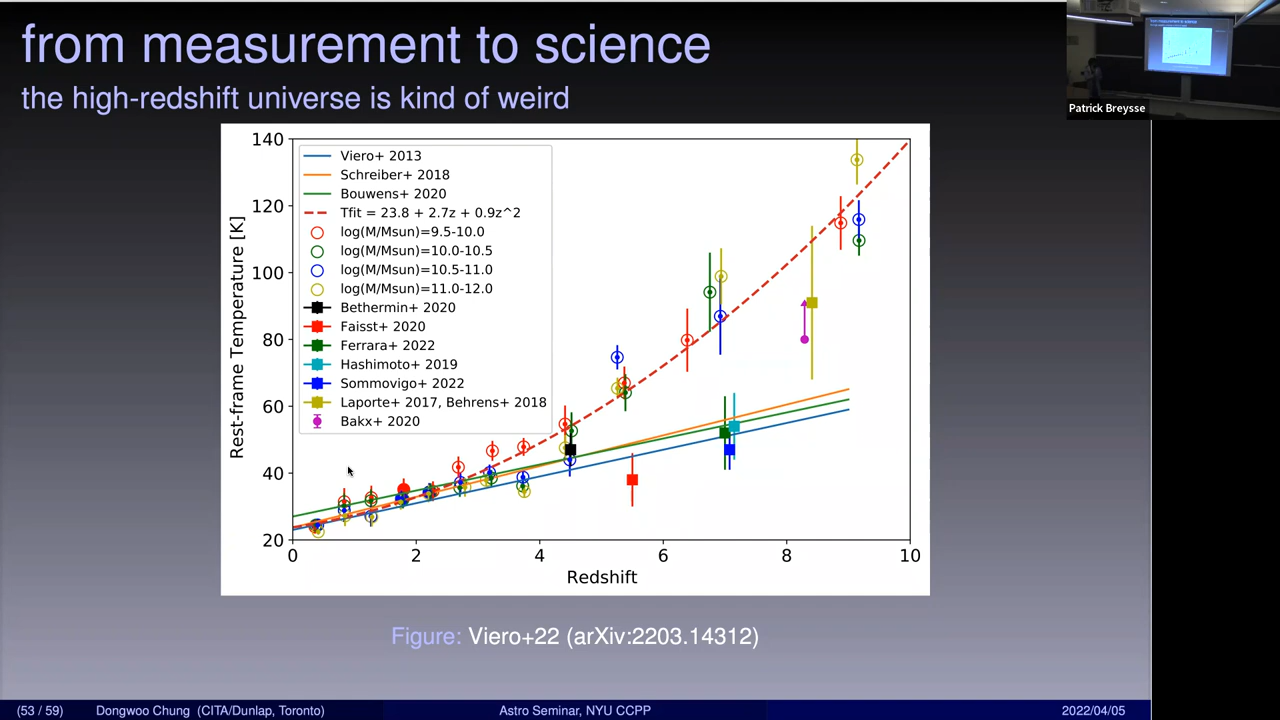 from measurement to science
the high-redshift universe is kind of weird
Patrick Breysse
140
120
100
80
60
40
20
Rest-frame Temperature [K]
Viero+ 2013
Schreiber+ 2018
Bouwens+ 2020
Tfit = 23.8 + 2.7z + 0.9z^2
log(M/Msun)=9.5-10.0
log(M/Msun)=10.0-10.5
log(M/Msun)=10.5-11.0
log(M/Msun)=11.0-12.0
Bethermin+ 2020
Faisst+ 2020
Ferrara+ 2022
Hashimoto+ 2019
Sommovigo+ 2022
Laporte+ 2017, Behrens+ 2018
Bakx+ 2020
0 2 4 6 8 10
Redshift
Figure: Viero+22 (arXiv:2203.14312)
(53 / 59) Dongwoo Chung (CITA/Dunlap, Toronto) Astro Seminar, NYU CCPP 2022/04/05